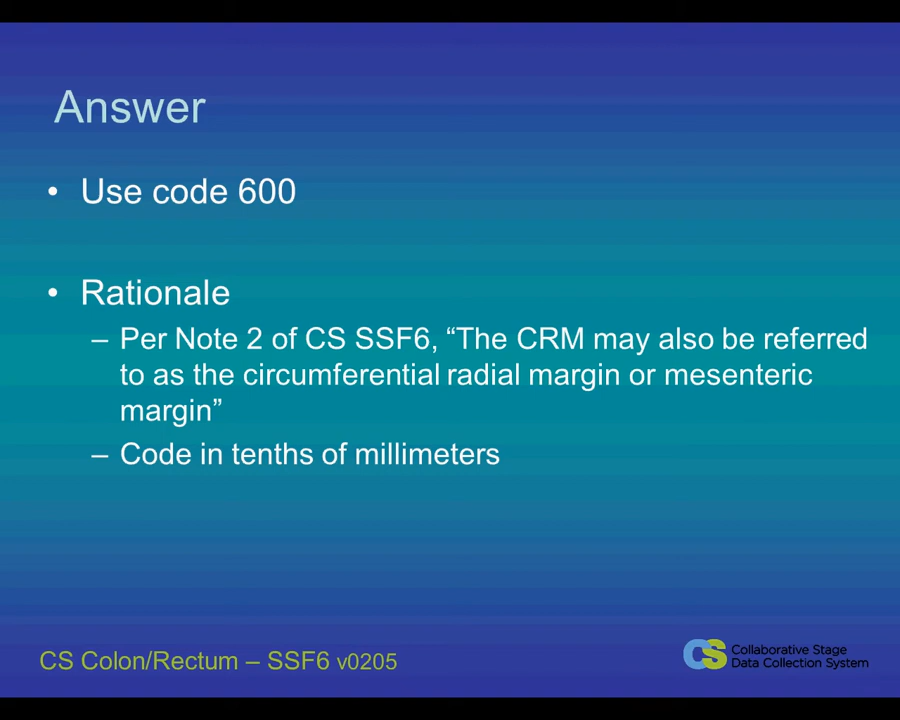 Answer
• Use code 600
• Rationale
– Per Note 2 of CS SSF6, “The CRM may also be referred
to as the circumferential radial margin or mesenteric
margin”
– Code in tenths of millimeters
CS Colon/Rectum – SSF6 v0205
CS Collaborative Stage
Data Collection System